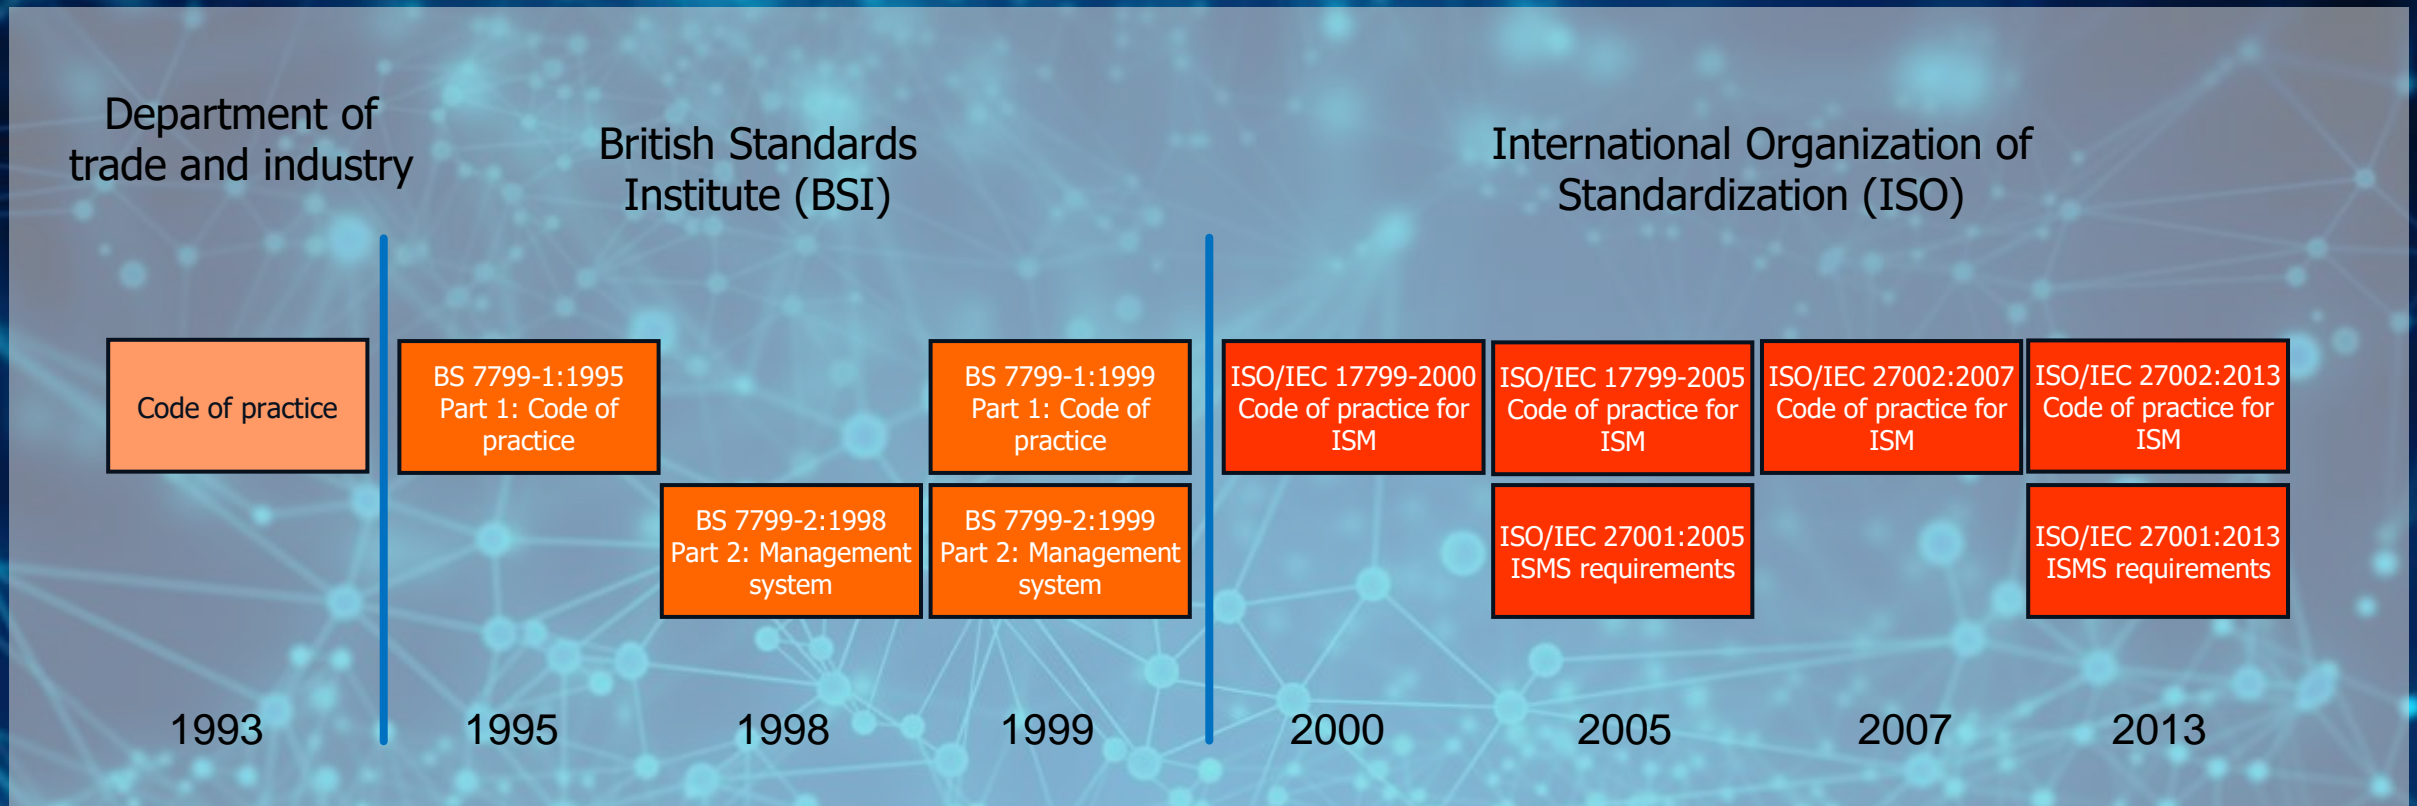 Department of
trade and industry
British Standards
Institute (BSI)
International Organization of
Standardization (ISO)
Code of practice
BS 7799-1:1995
Part 1: Code of
practice
BS 7799-1:1999
Part 1: Code of
practice
ISO/IEC 17799-2000
Code of practice for
ISM
ISO/IEC 17799-2005
Code of practice for
ISM
ISO/IEC 27002:2007
Code of practice for
ISM
ISO/IEC 27002:2013
Code of practice for
ISM
BS 7799-2:1998
Part 2: Management
system
BS 7799-2:1999
Part 2: Management
system
ISO/IEC 27001:2005
ISMS requirements
ISO/IEC 27001:2013
ISMS requirements
1993
1995
1998
1999
2000
2005
2007
2013